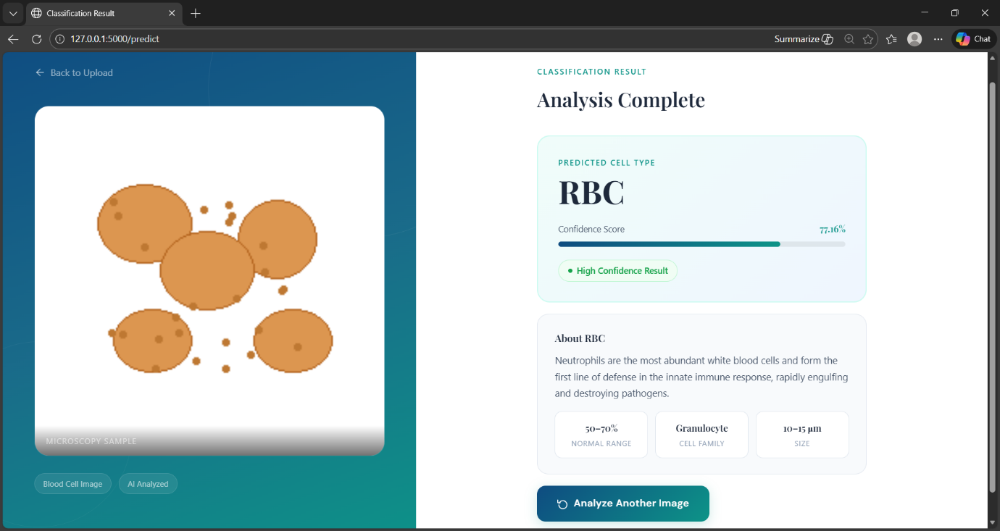 Classification Result
127.0.0.1:5000/predict
Summarize
Chat
Back to Upload
MICROSCOPY SAMPLE
Blood Cell Image
AI Analyzed
CLASSIFICATION RESULT
Analysis Complete
PREDICTED CELL TYPE
RBC
Confidence Score
77.16%
High Confidence Result
About RBC
Neutrophils are the most abundant white blood cells and form the
first line of defense in the innate immune response, rapidly engulfing
and destroying pathogens.
50–70%
NORMAL RANGE
Granulocyte
CELL FAMILY
10–15 μm
SIZE
Analyze Another Image